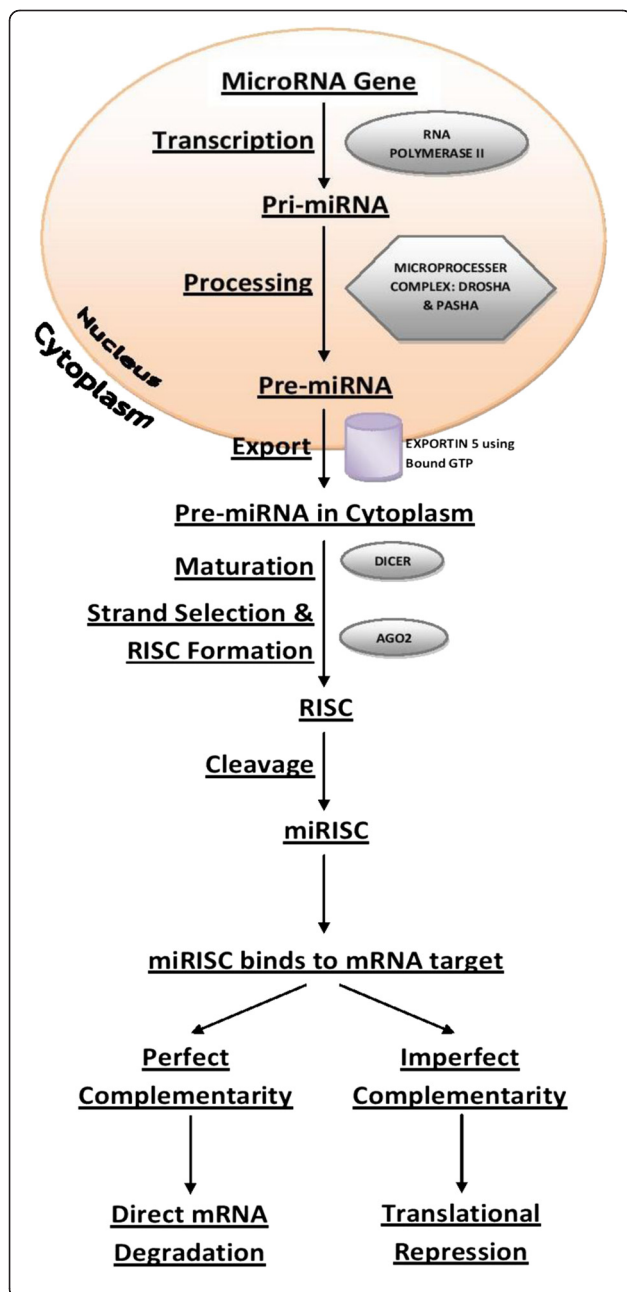 MicroRNA Gene
Transcription
RNA
POLYMERASE II
Pri-miRNA
Processing
MICROPROCESSER
COMPLEX: DROSHA
& PASHA
Nucleus
Cytoplasm
Pre-miRNA
Export
EXPORTIN 5 using
Bound GTP
Pre-miRNA in Cytoplasm
Maturation
DICER
Strand Selection &
RISC Formation
AGO2
RISC
Cleavage
miRISC
miRISC binds to mRNA target
Perfect
Complementarity
Imperfect
Complementarity
Direct mRNA
Degradation
Translational
Repression